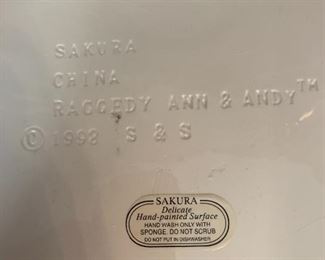 SAKURA
CHINA
RAGGEDY ANN & ANDY™
© 1998 S & S
SAKURA
Delicate
Hand-painted Surface
HAND WASH ONLY WITH
SPONGE. DO NOT SCRUB
DO NOT PUT IN DISHWASHER